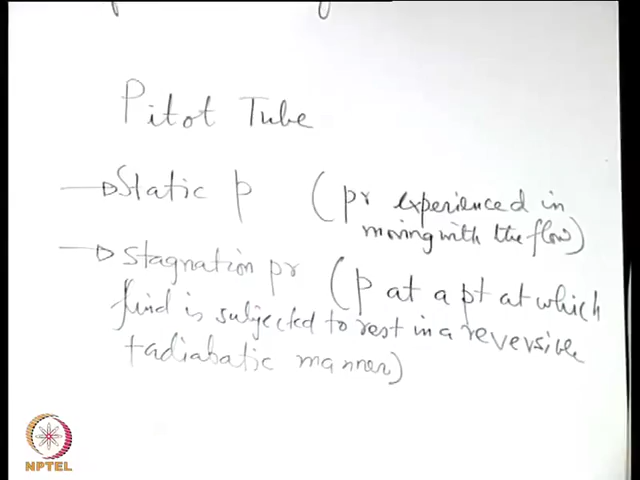 Pitot Tube
→ Static p (pr experienced in
moving with the flow)
→ Stagnation pr (p at a pt at which
fluid is subjected to rest in a reversible
+adiabatic manner)
NPTEL